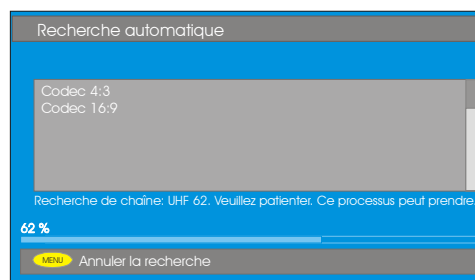 Recherche automatique
Codec 4:3
Codec 16:9
Recherche de chaîne: UHF 62. Veuillez patienter. Ce processus peut prendre
62 %
MENU Annuler la recherche